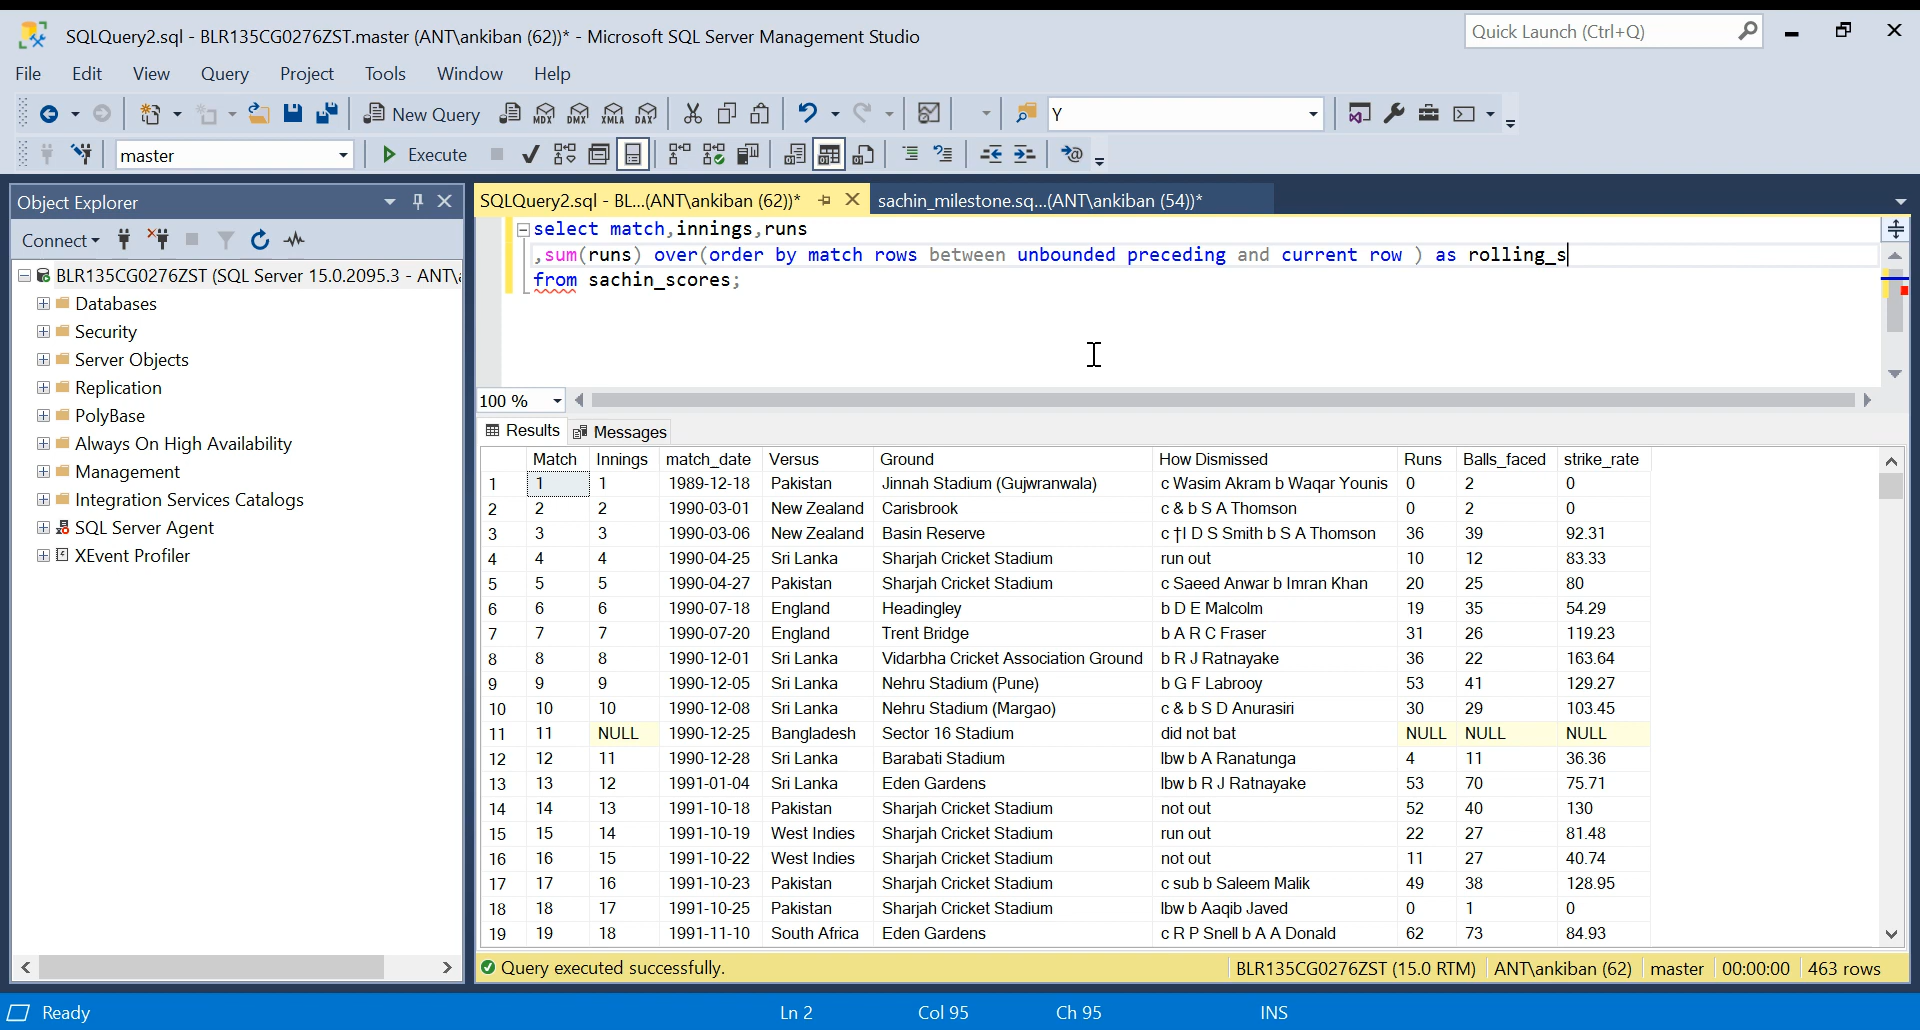 SQLQuery2.sql - BLR135CG0276ZST.master (ANT\ankiban (62))* - Microsoft SQL Server Management Studio
Quick Launch (Ctrl+Q)
File Edit View Query Project Tools Window Help
New Query MDX DMX XMLA DAX Y
master Execute
Object Explorer
Connect
BLR135CG0276ZST (SQL Server 15.0.2095.3 - ANT\
Databases
Security
Server Objects
Replication
PolyBase
Always On High Availability
Management
Integration Services Catalogs
SQL Server Agent
XEvent Profiler
SQLQuery2.sql - BL...(ANT\ankiban (62))* sachin_milestone.sq...(ANT\ankiban (54))*
select match,innings,runs
,sum(runs) over(order by match rows between unbounded preceding and current row ) as rolling_s
from sachin_scores;
100 %
Results Messages
Match Innings match_date Versus Ground How Dismissed Runs Balls_faced strike_rate
1 1 1 1989-12-18 Pakistan Jinnah Stadium (Gujwranwala) c Wasim Akram b Waqar Younis 0 2 0
2 2 2 1990-03-01 New Zealand Carisbrook c & b S A Thomson 0 2 0
3 3 3 1990-03-06 New Zealand Basin Reserve c †I D S Smith b S A Thomson 36 39 92.31
4 4 4 1990-04-25 Sri Lanka Sharjah Cricket Stadium run out 10 12 83.33
5 5 5 1990-04-27 Pakistan Sharjah Cricket Stadium c Saeed Anwar b Imran Khan 20 25 80
6 6 6 1990-07-18 England Headingley b D E Malcolm 19 35 54.29
7 7 7 1990-07-20 England Trent Bridge b A R C Fraser 31 26 119.23
8 8 8 1990-12-01 Sri Lanka Vidarbha Cricket Association Ground b R J Ratnayake 36 22 163.64
9 9 9 1990-12-05 Sri Lanka Nehru Stadium (Pune) b G F Labrooy 53 41 129.27
10 10 10 1990-12-08 Sri Lanka Nehru Stadium (Margao) c & b S D Anurasiri 30 29 103.45
11 11 NULL 1990-12-25 Bangladesh Sector 16 Stadium did not bat NULL NULL NULL
12 12 11 1990-12-28 Sri Lanka Barabati Stadium lbw b A Ranatunga 4 11 36.36
13 13 12 1991-01-04 Sri Lanka Eden Gardens lbw b R J Ratnayake 53 70 75.71
14 14 13 1991-10-18 Pakistan Sharjah Cricket Stadium not out 52 40 130
15 15 14 1991-10-19 West Indies Sharjah Cricket Stadium run out 22 27 81.48
16 16 15 1991-10-22 West Indies Sharjah Cricket Stadium not out 11 27 40.74
17 17 16 1991-10-23 Pakistan Sharjah Cricket Stadium c sub b Saleem Malik 49 38 128.95
18 18 17 1991-10-25 Pakistan Sharjah Cricket Stadium lbw b Aaqib Javed 0 1 0
19 19 18 1991-11-10 South Africa Eden Gardens c R P Snell b A A Donald 62 73 84.93
Query executed successfully. BLR135CG0276ZST (15.0 RTM) ANT\ankiban (62) master 00:00:00 463 rows
Ready Ln 2 Col 95 Ch 95 INS